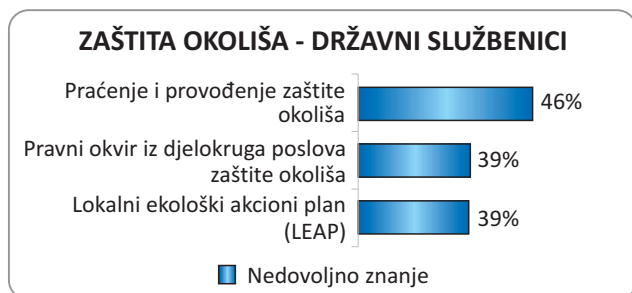 ZAŠTITA OKOLIŠA - DRŽAVNI SLUŽBENICI
Praćenje i provođenje zaštite
okoliša
46%
Pravni okvir iz djelokruga poslova
zaštite okoliša
39%
Lokalni ekološki akcioni plan
(LEAP)
39%
Nedovoljno znanje